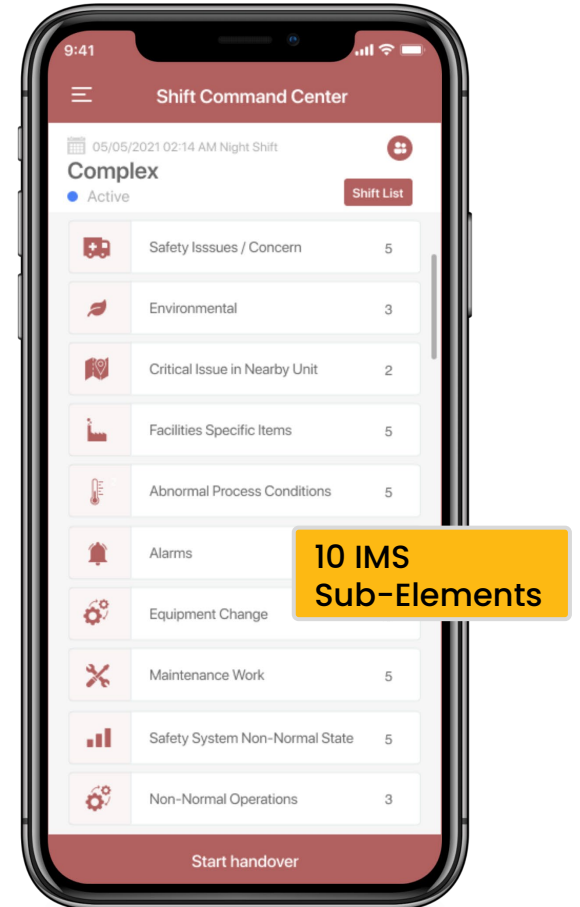 9:41
Shift Command Center
05/05/2021 02:14 AM Night Shift
Complex
Active
Shift List
Safety Isssues / Concern 5
Environmental 3
Critical Issue in Nearby Unit 2
Facilities Specific Items 5
Abnormal Process Conditions 5
Alarms
10 IMS
Sub-Elements
Equipment Change
Maintenance Work 5
Safety System Non-Normal State 5
Non-Normal Operations 3
Start handover